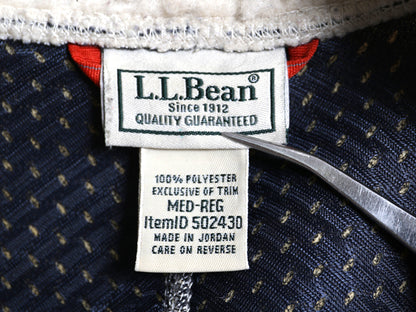 L.L.Bean®
Since 1912
QUALITY GUARANTEED
100% POLYESTER
EXCLUSIVE OF TRIM
MED-REG
ItemID 502430
MADE IN JORDAN
CARE ON REVERSE